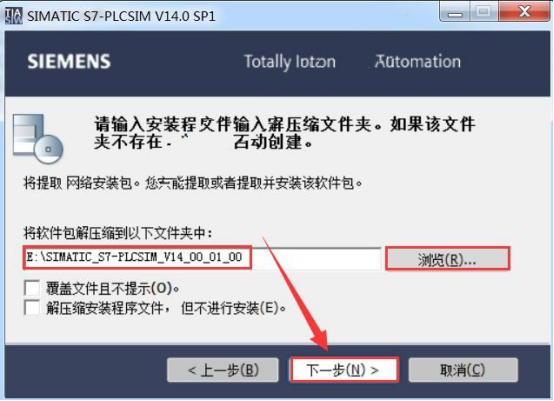 SIMATIC S7-PLCSIM V14.0 SP1
SIEMENS
Totally
Automation
请输入安装程序文件输入解压缩文件夹。如果该文件
夹不存在
动创建。
将提取 网络安装包。您
能提取或者提取并安装该软件包。
将软件包解压缩到以下文件夹中：
E:\SIMATIC_S7-PLCSIM_V14_00_01_00
浏览(R)...
覆盖文件且不提示(O)。
解压缩安装程序文件，但不进行安装(E)。
< 上一步(B)
下一步(N) >
取消(C)